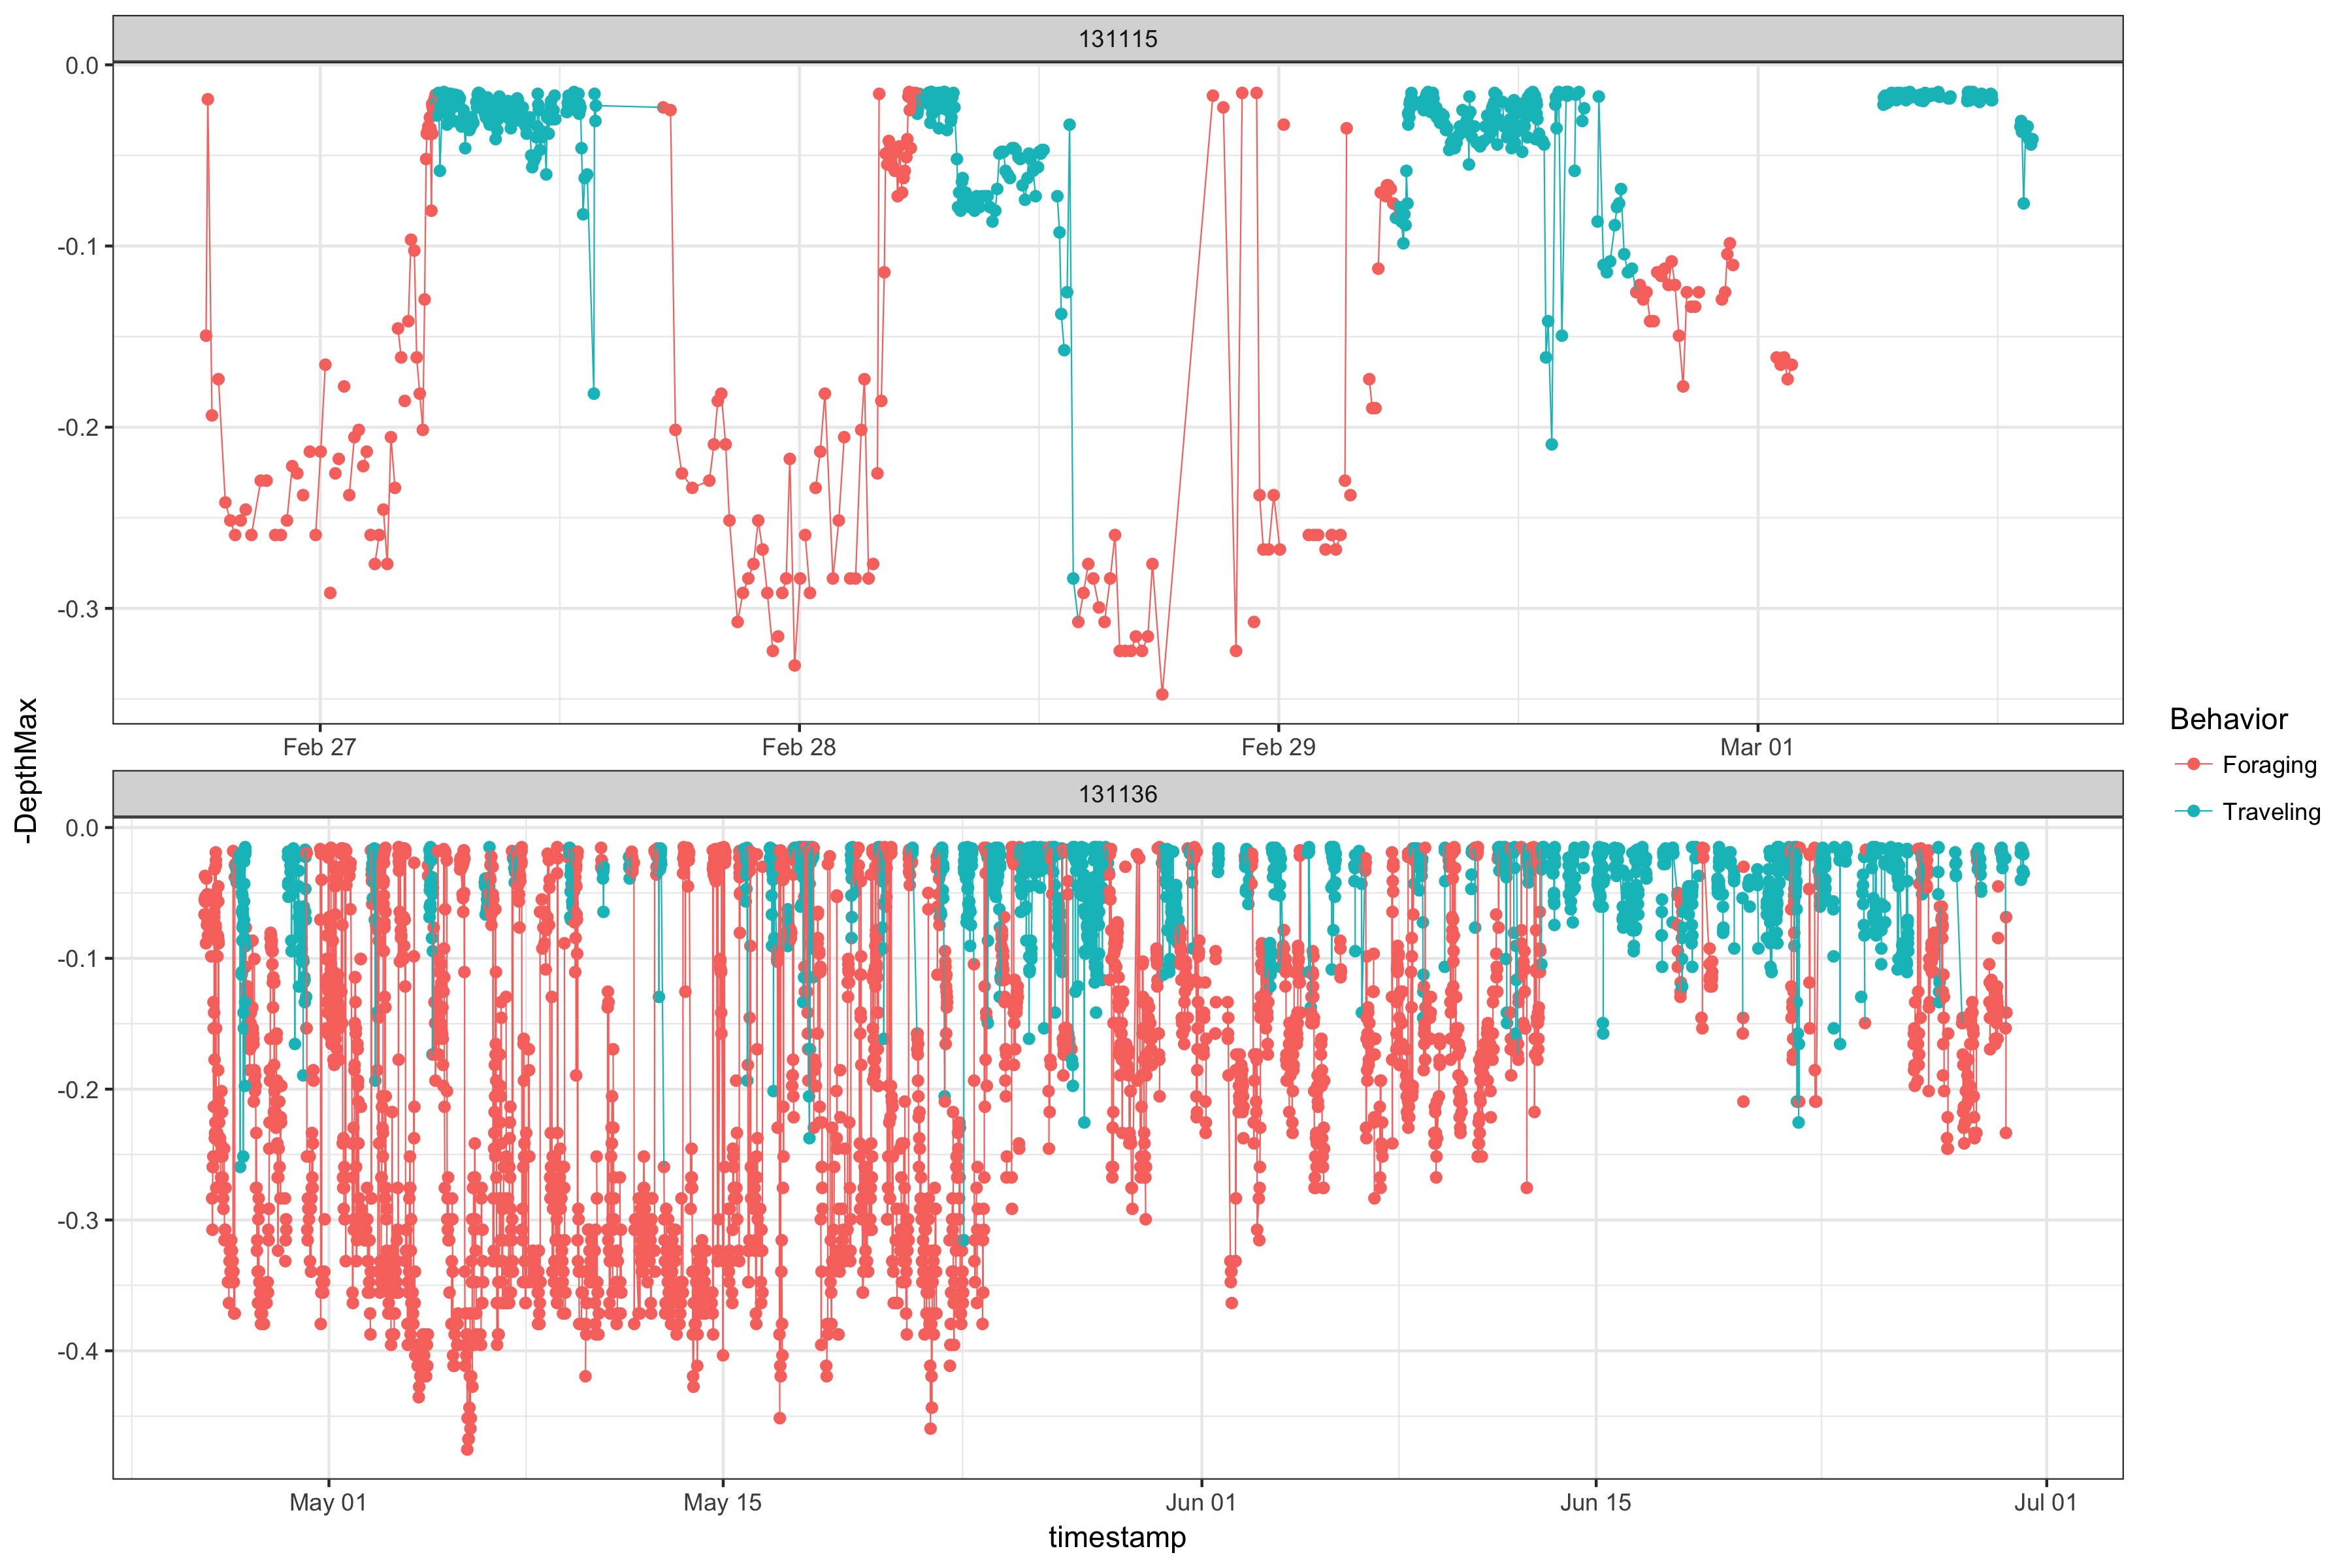 131115
0.0
-0.1
-0.2
-0.3
Feb 27 Feb 28 Feb 29 Mar 01
131136
0.0
-0.1
-0.2
-0.3
-0.4
May 01 May 15 Jun 01 Jun 15 Jul 01
timestamp
-DepthMax
Behavior
Foraging
Traveling